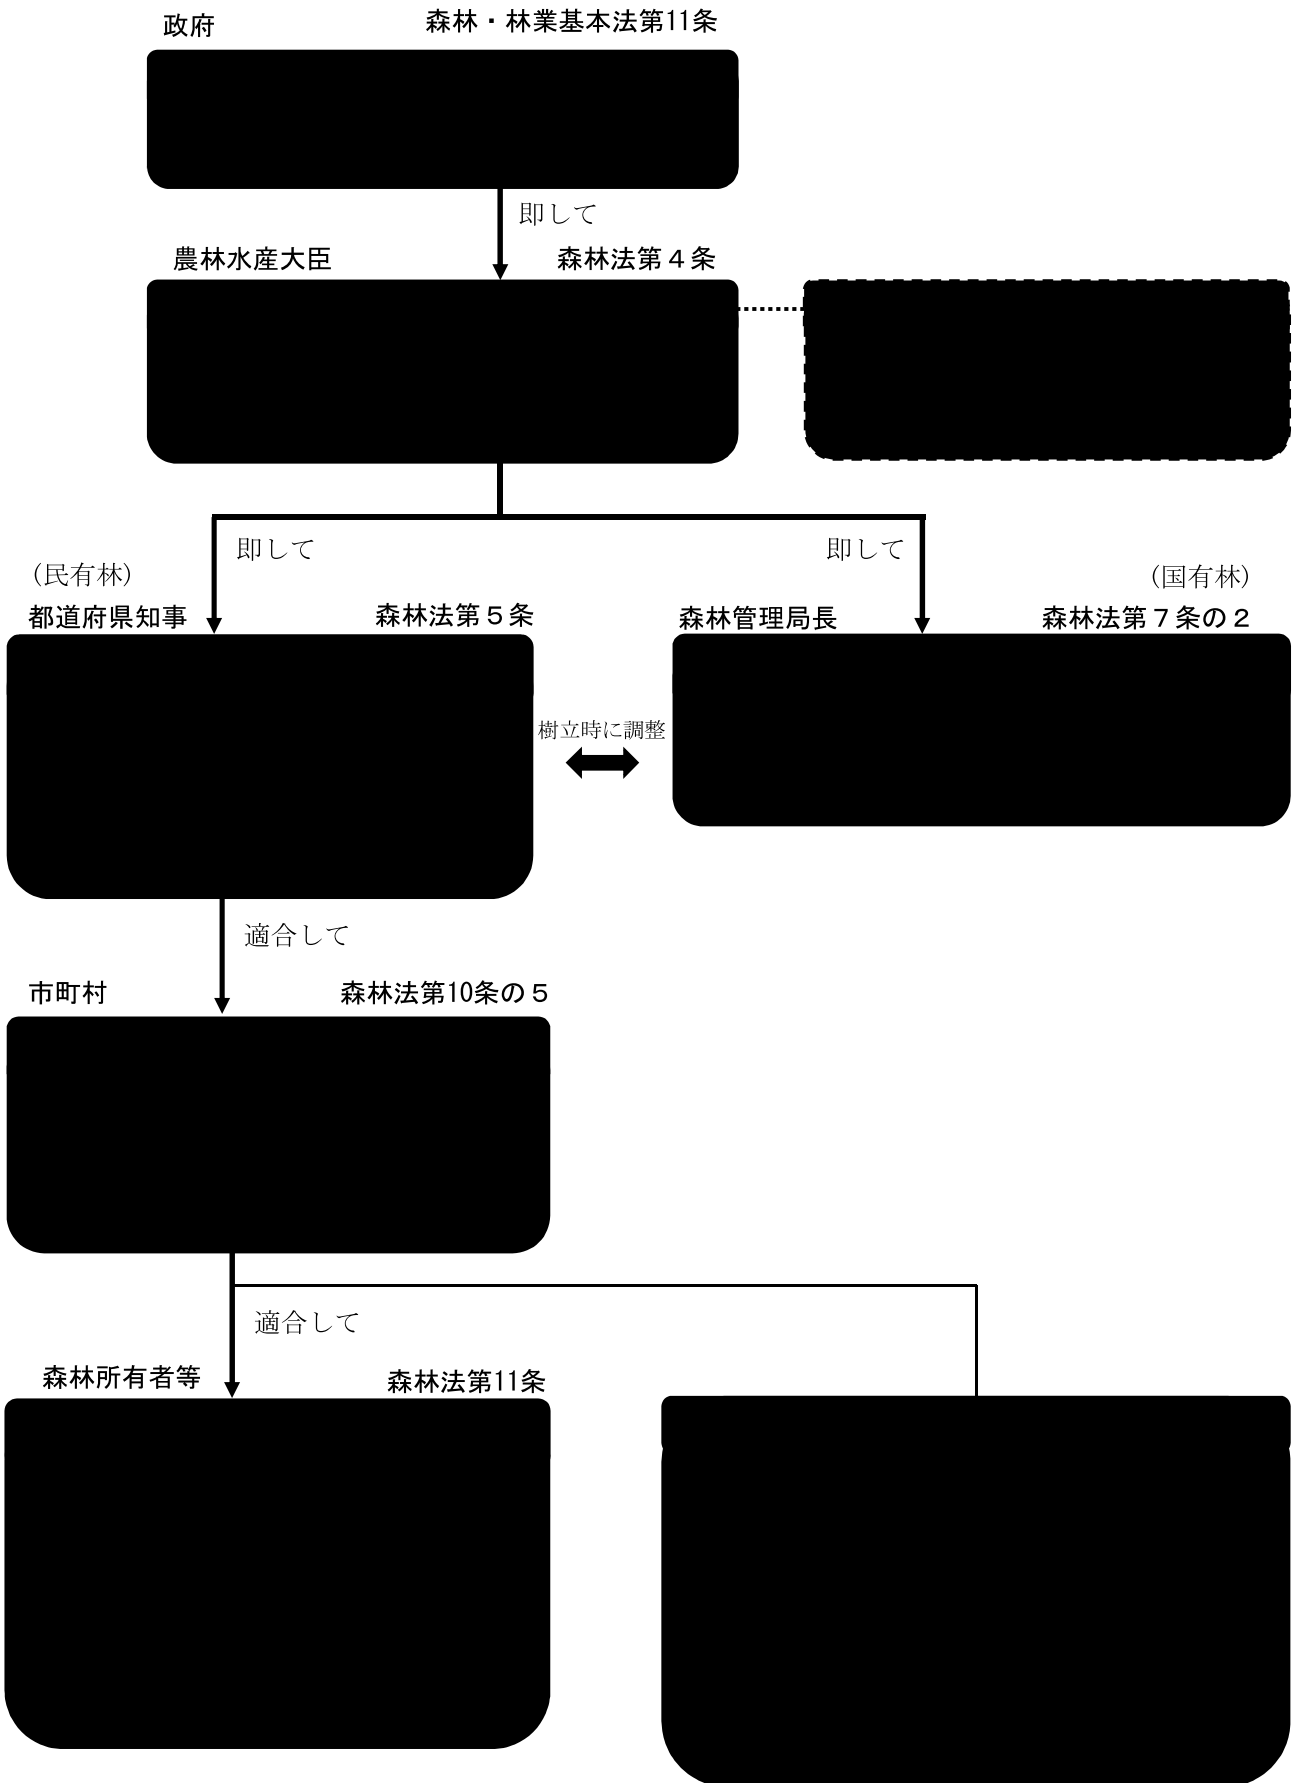 政府
森林・林業基本法第11条
即して
農林水産大臣
森林法第４条
即して
即して
（民有林）
（国有林）
都道府県知事
森林法第５条
森林管理局長
森林法第７条の２
樹立時に調整
適合して
市町村
森林法第10条の５
適合して
森林所有者等
森林法第11条